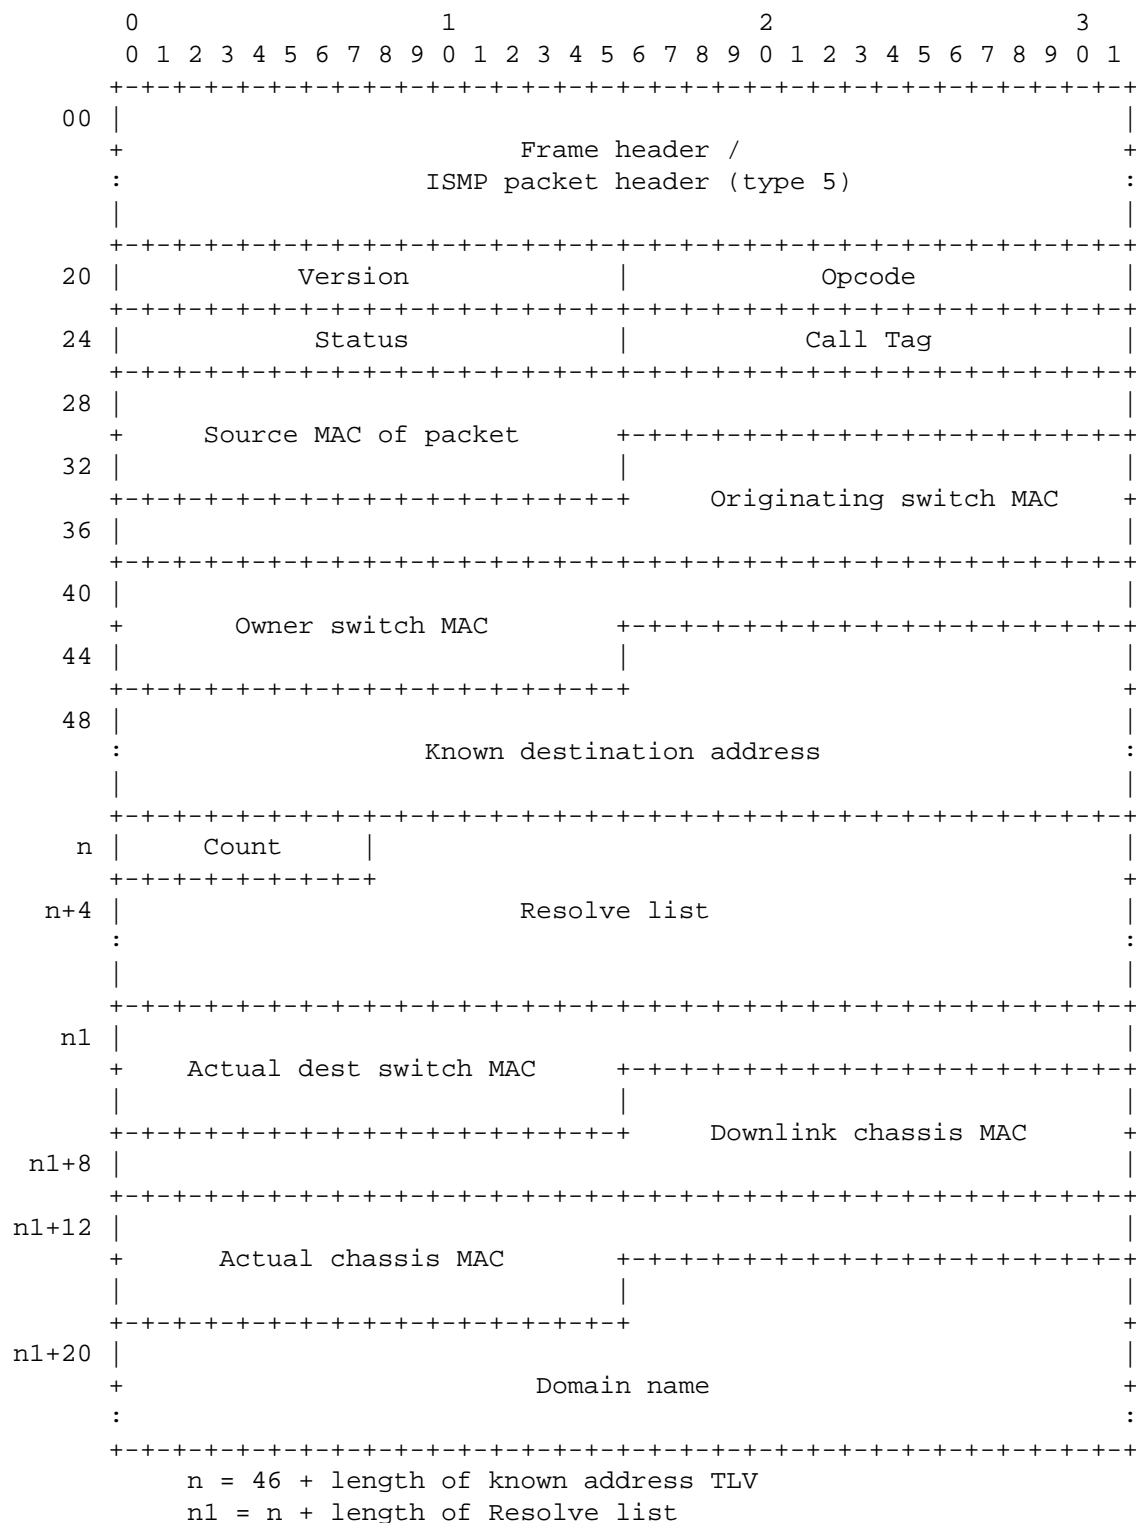 0                   1                   2                   3
0 1 2 3 4 5 6 7 8 9 0 1 2 3 4 5 6 7 8 9 0 1 2 3 4 5 6 7 8 9 0 1
+-+-+-+-+-+-+-+-+-+-+-+-+-+-+-+-+-+-+-+-+-+-+-+-+-+-+-+-+-+-+-+-+
00 |                                                               |
+                         Frame header /                        +
:                   ISMP packet header (type 5)                 :
|                                                               |
+-+-+-+-+-+-+-+-+-+-+-+-+-+-+-+-+-+-+-+-+-+-+-+-+-+-+-+-+-+-+-+-+
20 |           Version             |            Opcode             |
+-+-+-+-+-+-+-+-+-+-+-+-+-+-+-+-+-+-+-+-+-+-+-+-+-+-+-+-+-+-+-+-+
24 |            Status             |           Call Tag            |
+-+-+-+-+-+-+-+-+-+-+-+-+-+-+-+-+-+-+-+-+-+-+-+-+-+-+-+-+-+-+-+-+
28 |                                                               |
+     Source MAC of packet      +-+-+-+-+-+-+-+-+-+-+-+-+-+-+-+-+
32 |                               |                               |
+-+-+-+-+-+-+-+-+-+-+-+-+-+-+-+-+     Originating switch MAC    +
36 |                                                               |
+-+-+-+-+-+-+-+-+-+-+-+-+-+-+-+-+-+-+-+-+-+-+-+-+-+-+-+-+-+-+-+-+
40 |                                                               |
+       Owner switch MAC        +-+-+-+-+-+-+-+-+-+-+-+-+-+-+-+-+
44 |                               |                               |
+-+-+-+-+-+-+-+-+-+-+-+-+-+-+-+-+                               +
48 |                                                               |
:                   Known destination address                   :
|                                                               |
+-+-+-+-+-+-+-+-+-+-+-+-+-+-+-+-+-+-+-+-+-+-+-+-+-+-+-+-+-+-+-+-+
n |     Count     |                                               |
+-+-+-+-+-+-+-+-+                                               +
n+4 |                         Resolve list                          |
:                                                               :
|                                                               |
+-+-+-+-+-+-+-+-+-+-+-+-+-+-+-+-+-+-+-+-+-+-+-+-+-+-+-+-+-+-+-+-+
n1 |                                                               |
+    Actual dest switch MAC     +-+-+-+-+-+-+-+-+-+-+-+-+-+-+-+-+
|                               |                               |
+-+-+-+-+-+-+-+-+-+-+-+-+-+-+-+-+     Downlink chassis MAC      +
n1+8 |                                                               |
+-+-+-+-+-+-+-+-+-+-+-+-+-+-+-+-+-+-+-+-+-+-+-+-+-+-+-+-+-+-+-+-+
n1+12 |                                                               |
+      Actual chassis MAC       +-+-+-+-+-+-+-+-+-+-+-+-+-+-+-+-+
|                               |                               |
+-+-+-+-+-+-+-+-+-+-+-+-+-+-+-+-+                               +
n1+20 |                                                               |
+                          Domain name                          +
:                                                               :
+-+-+-+-+-+-+-+-+-+-+-+-+-+-+-+-+-+-+-+-+-+-+-+-+-+-+-+-+-+-+-+-+
n = 46 + length of known address TLV
n1 = n + length of Resolve list